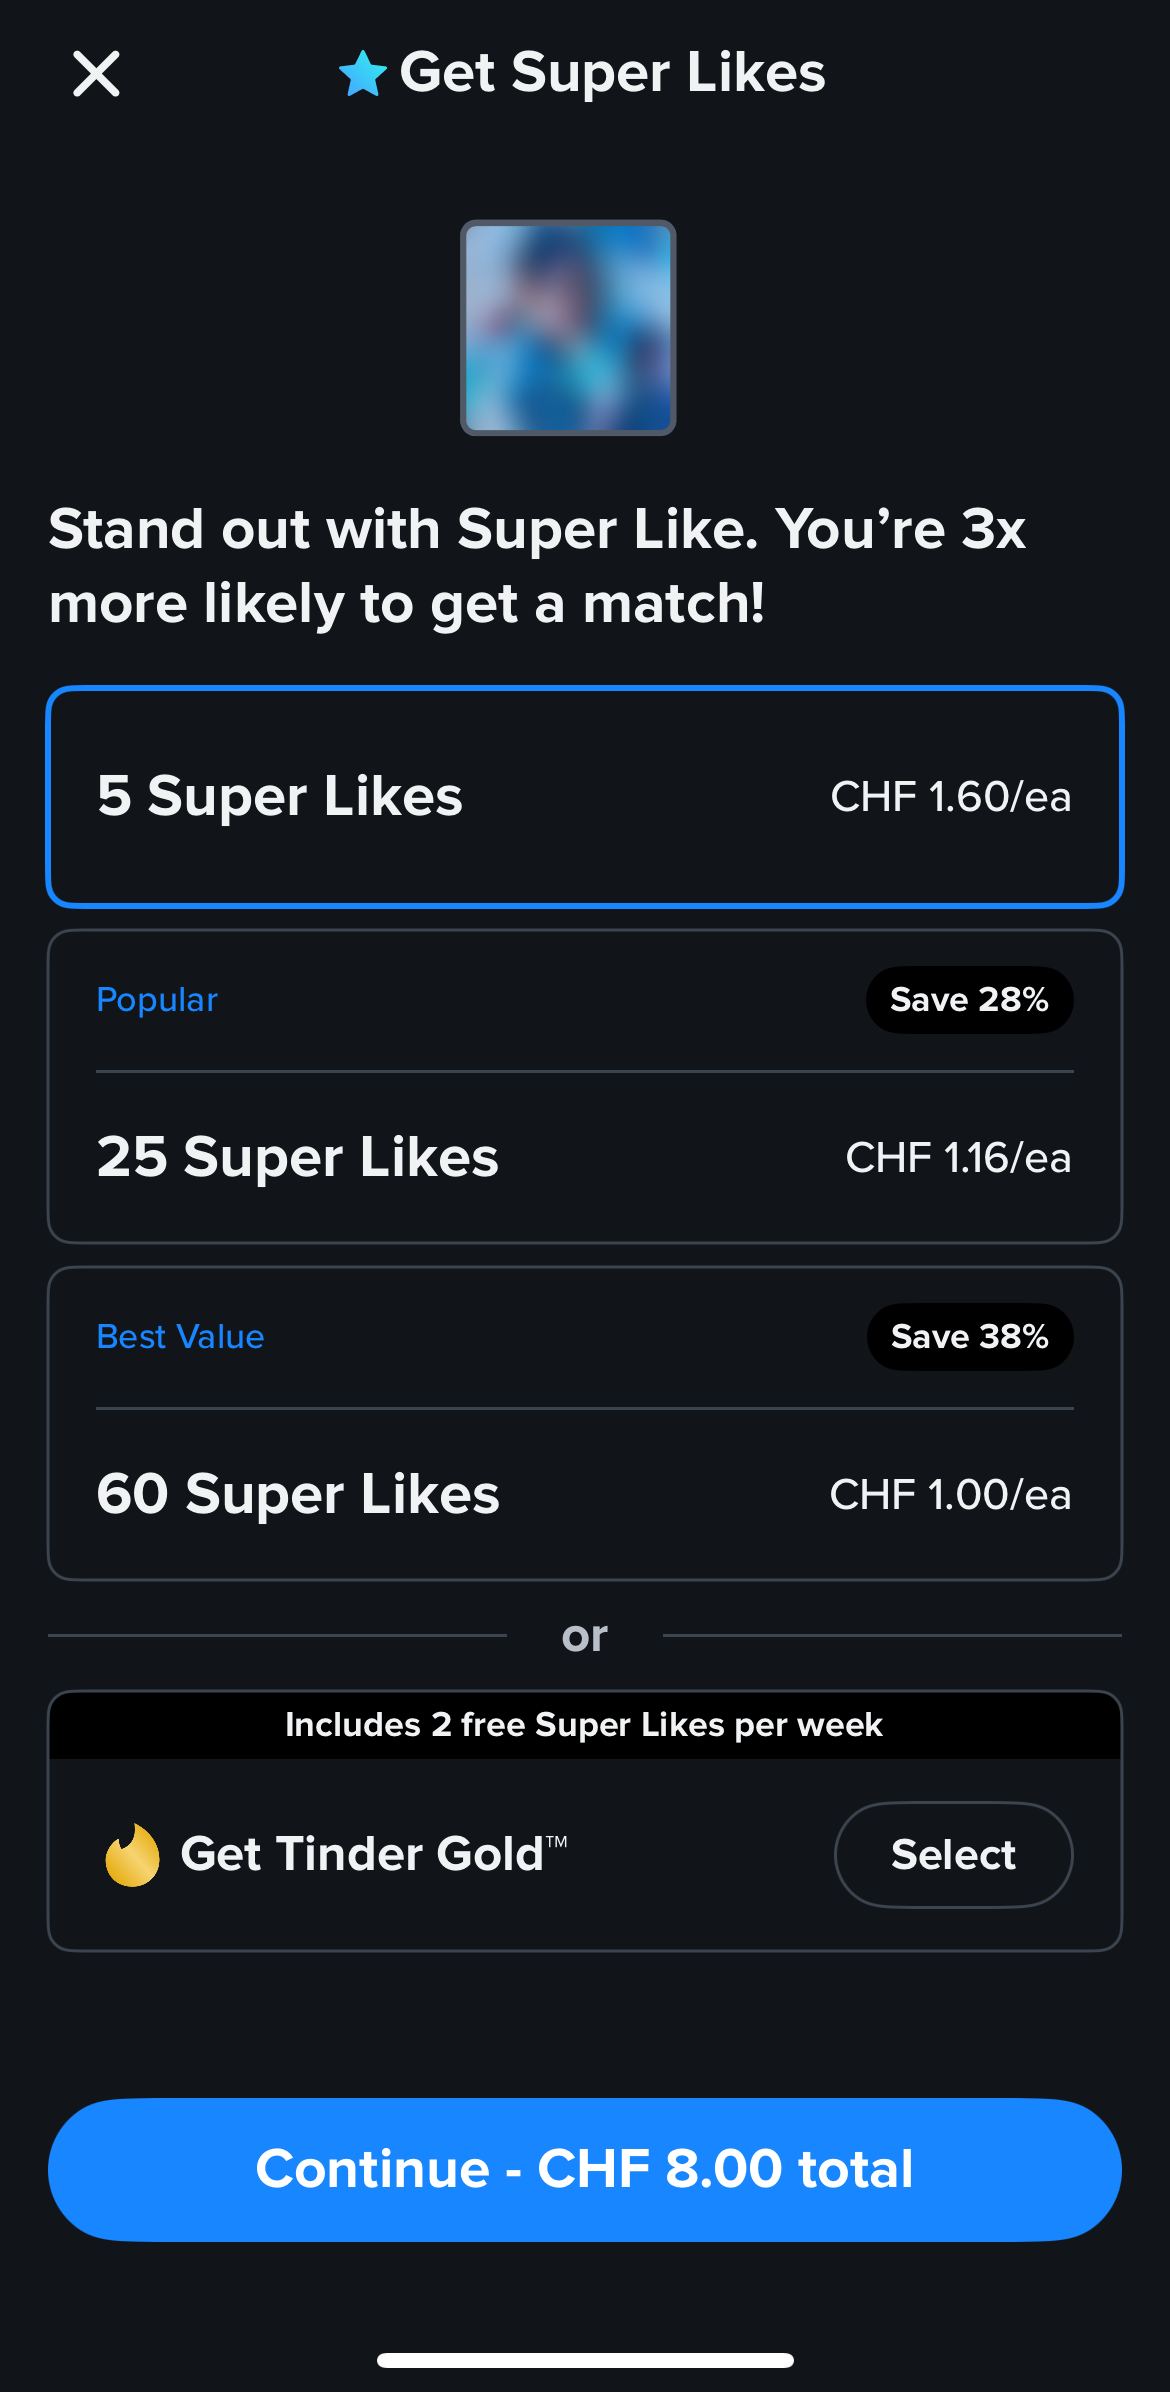 Get Super Likes
Stand out with Super Like. You’re 3x
more likely to get a match!
5 Super Likes CHF 1.60/ea
Popular Save 28%
25 Super Likes CHF 1.16/ea
Best Value Save 38%
60 Super Likes CHF 1.00/ea
or
Includes 2 free Super Likes per week
Get Tinder Gold™ Select
Continue - CHF 8.00 total